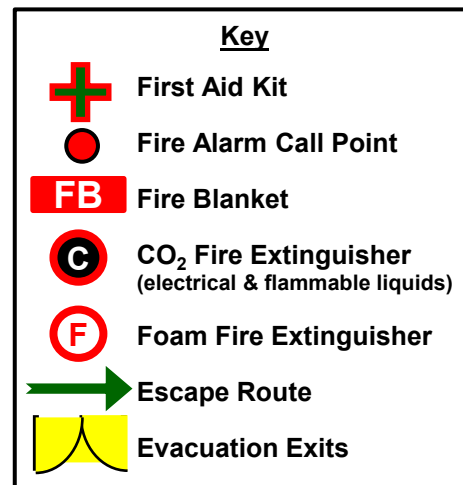 Key
First Aid Kit
Fire Alarm Call Point
FB Fire Blanket
C CO₂ Fire Extinguisher
(electrical & flammable liquids)
F Foam Fire Extinguisher
Escape Route
Evacuation Exits